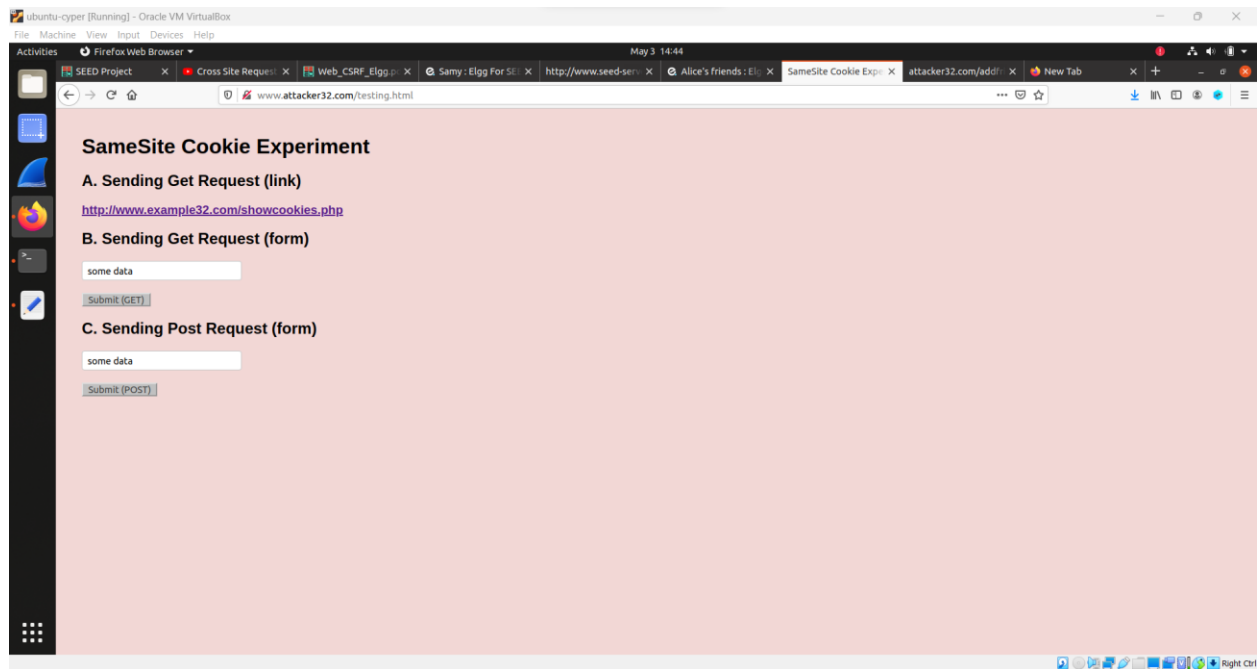 ubuntu-cyper [Running] - Oracle VM VirtualBox
File Machine View Input Devices Help
Activities Firefox Web Browser May 3 14:44
SEED Project Cross Site Request Web_CSRF_Elgg.p Samy : Elgg For SE http://www.seed-serv Alice's friends : Elg SameSite Cookie Expe attacker32.com/addfr New Tab
www.attacker32.com/testing.html
SameSite Cookie Experiment
A. Sending Get Request (link)
http://www.example32.com/showcookies.php
B. Sending Get Request (form)
some data
Submit (GET)
C. Sending Post Request (form)
some data
Submit (POST)
Right Ctrl